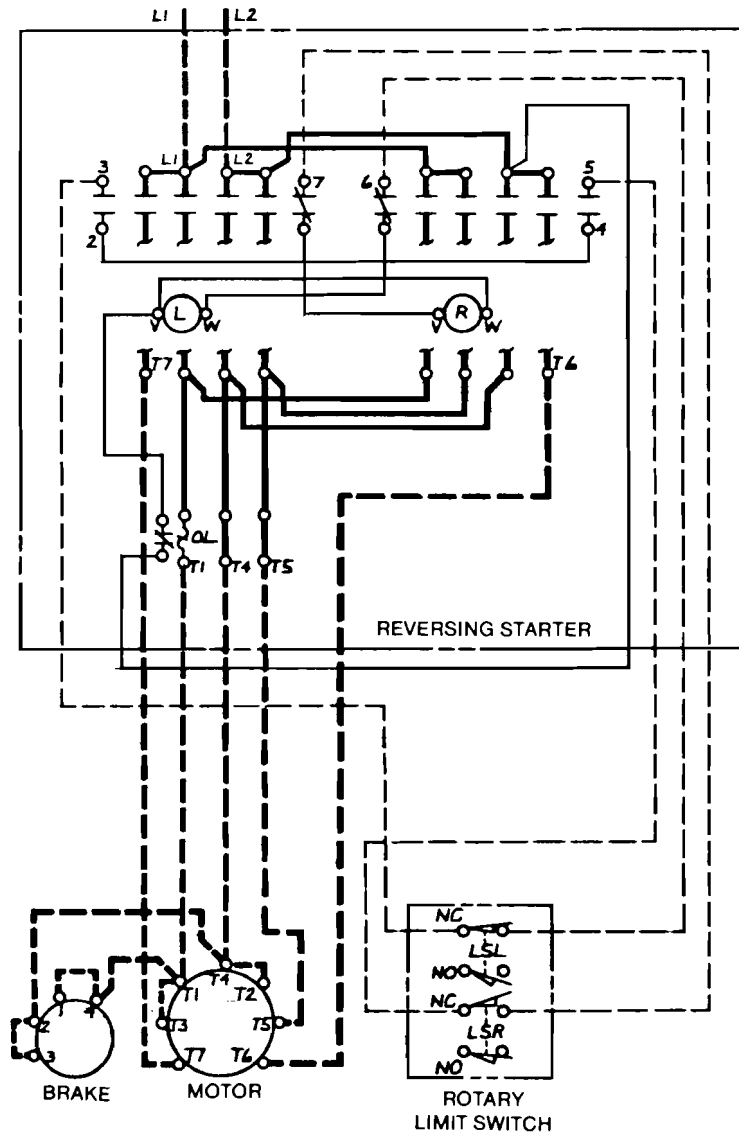 L1 L2
3 L1 L2 7 6 5
2 4
V L W V R W
T7 T6
OL
T1 T4 T5
REVERSING STARTER
NC
LSL
NO
NC
LSR
NO
T4
T1 T2
1 4
2 T3 T5
3 T7 T6
BRAKE
MOTOR
ROTARY
LIMIT SWITCH